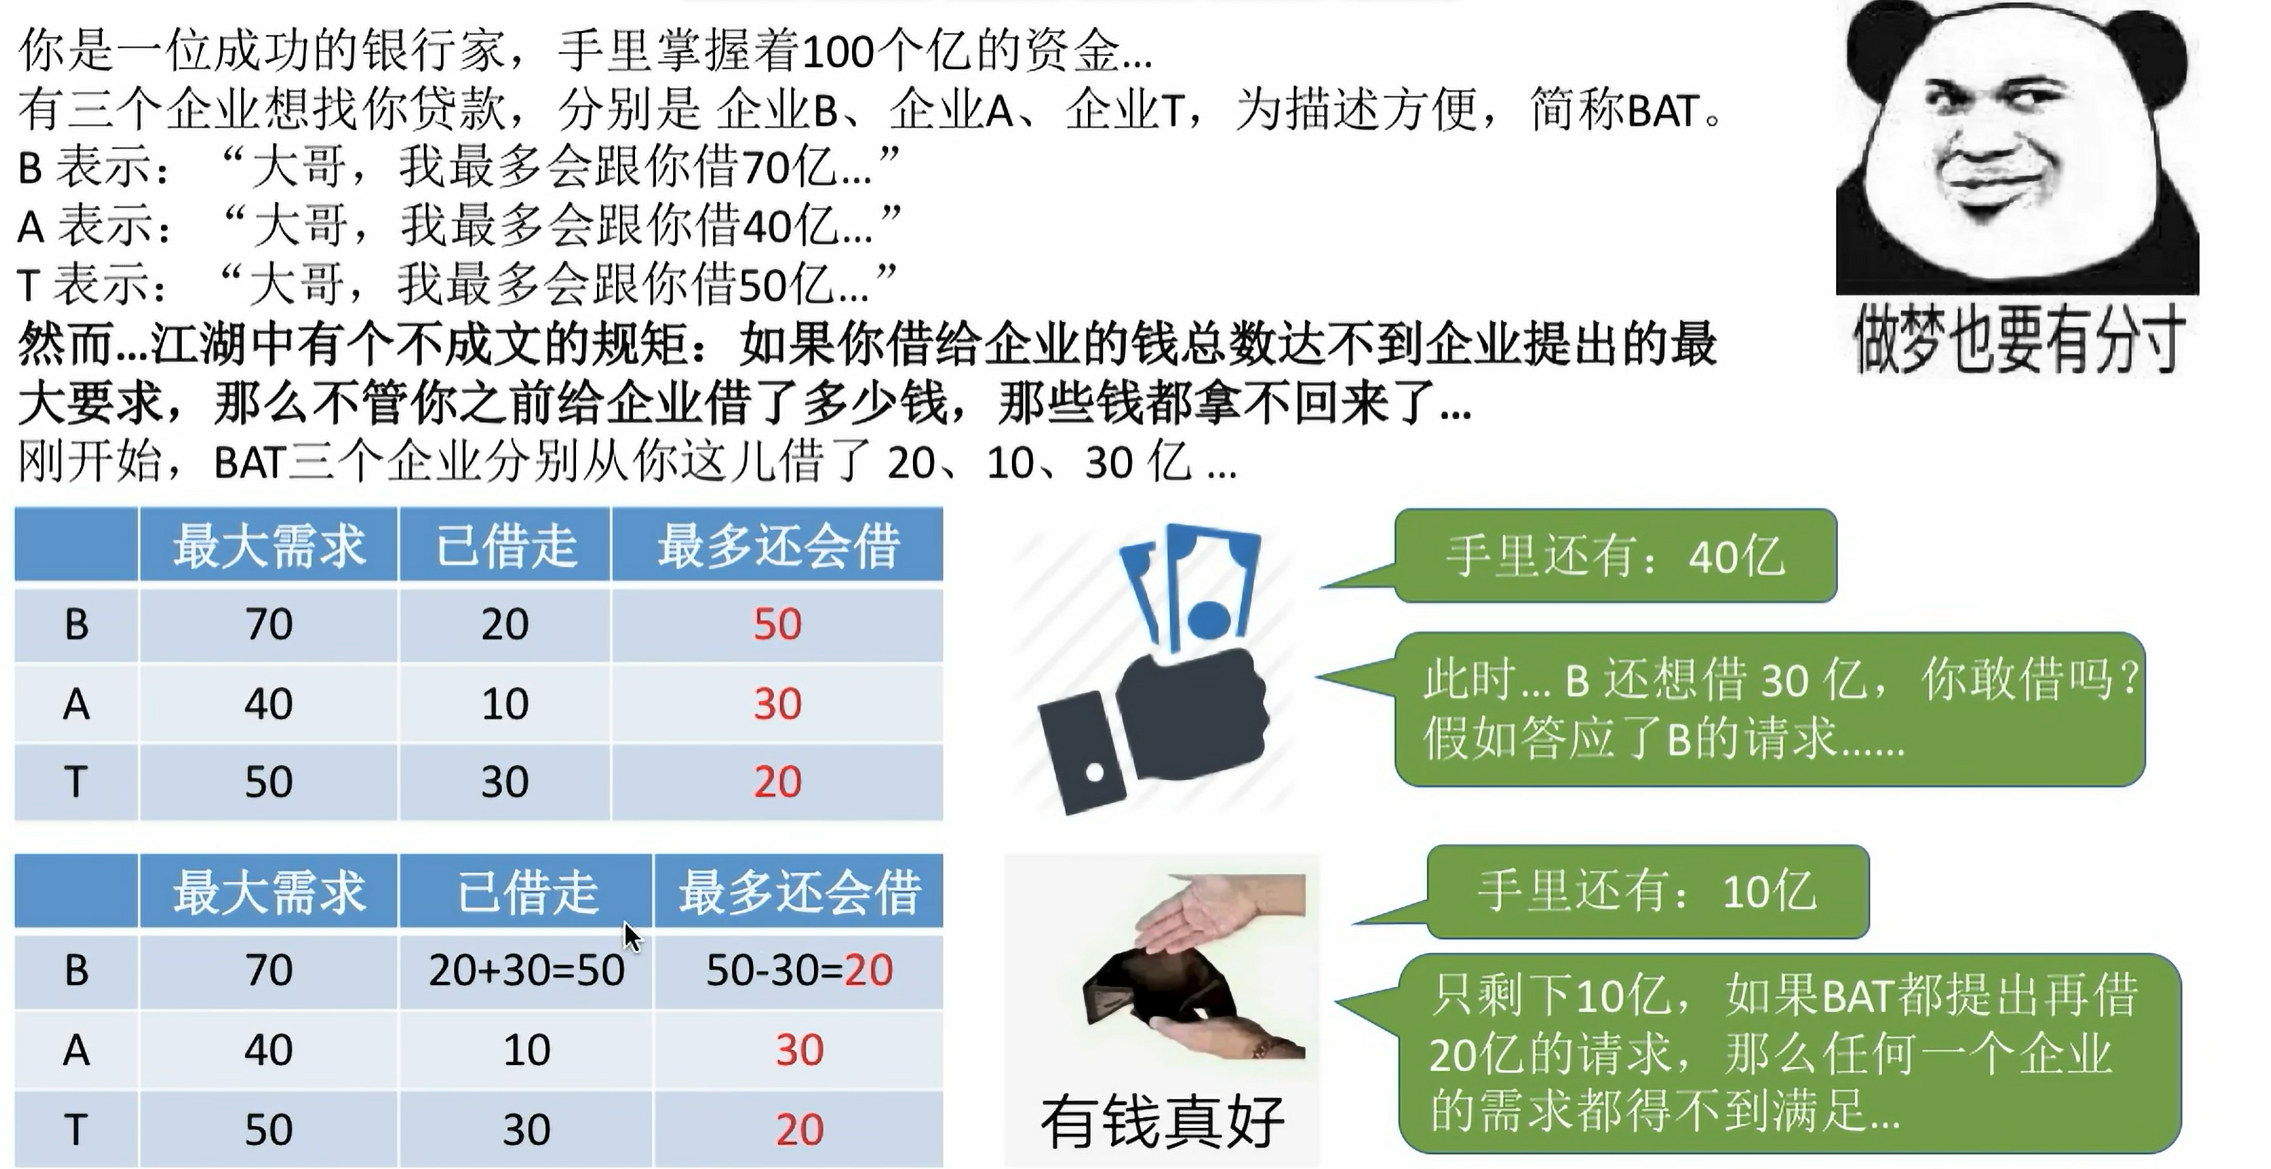 你是一位成功的银行家，手里掌握着100个亿的资金...
有三个企业想找你贷款，分别是 企业B、企业A、企业T，为描述方便，简称BAT。
B 表示：“大哥，我最多会跟你借70亿...”
A 表示：“大哥，我最多会跟你借40亿...”
T 表示：“大哥，我最多会跟你借50亿...”
然而...江湖中有个不成文的规矩：如果你借给企业的钱总数达不到企业提出的最
大要求，那么不管你之前给企业借了多少钱，那些钱都拿不回来了...
刚开始，BAT三个企业分别从你这儿借了 20、10、30 亿 ...
做梦也要有分寸
最大需求 已借走 最多还会借
B 70 20 50
A 40 10 30
T 50 30 20
手里还有：40亿
此时... B 还想借 30 亿，你敢借吗？
假如答应了B的请求......
最大需求 已借走 最多还会借
B 70 20+30=50 50-30=20
A 40 10 30
T 50 30 20
有钱真好
手里还有：10亿
只剩下10亿，如果BAT都提出再借
20亿的请求，那么任何一个企业
的需求都得不到满足...